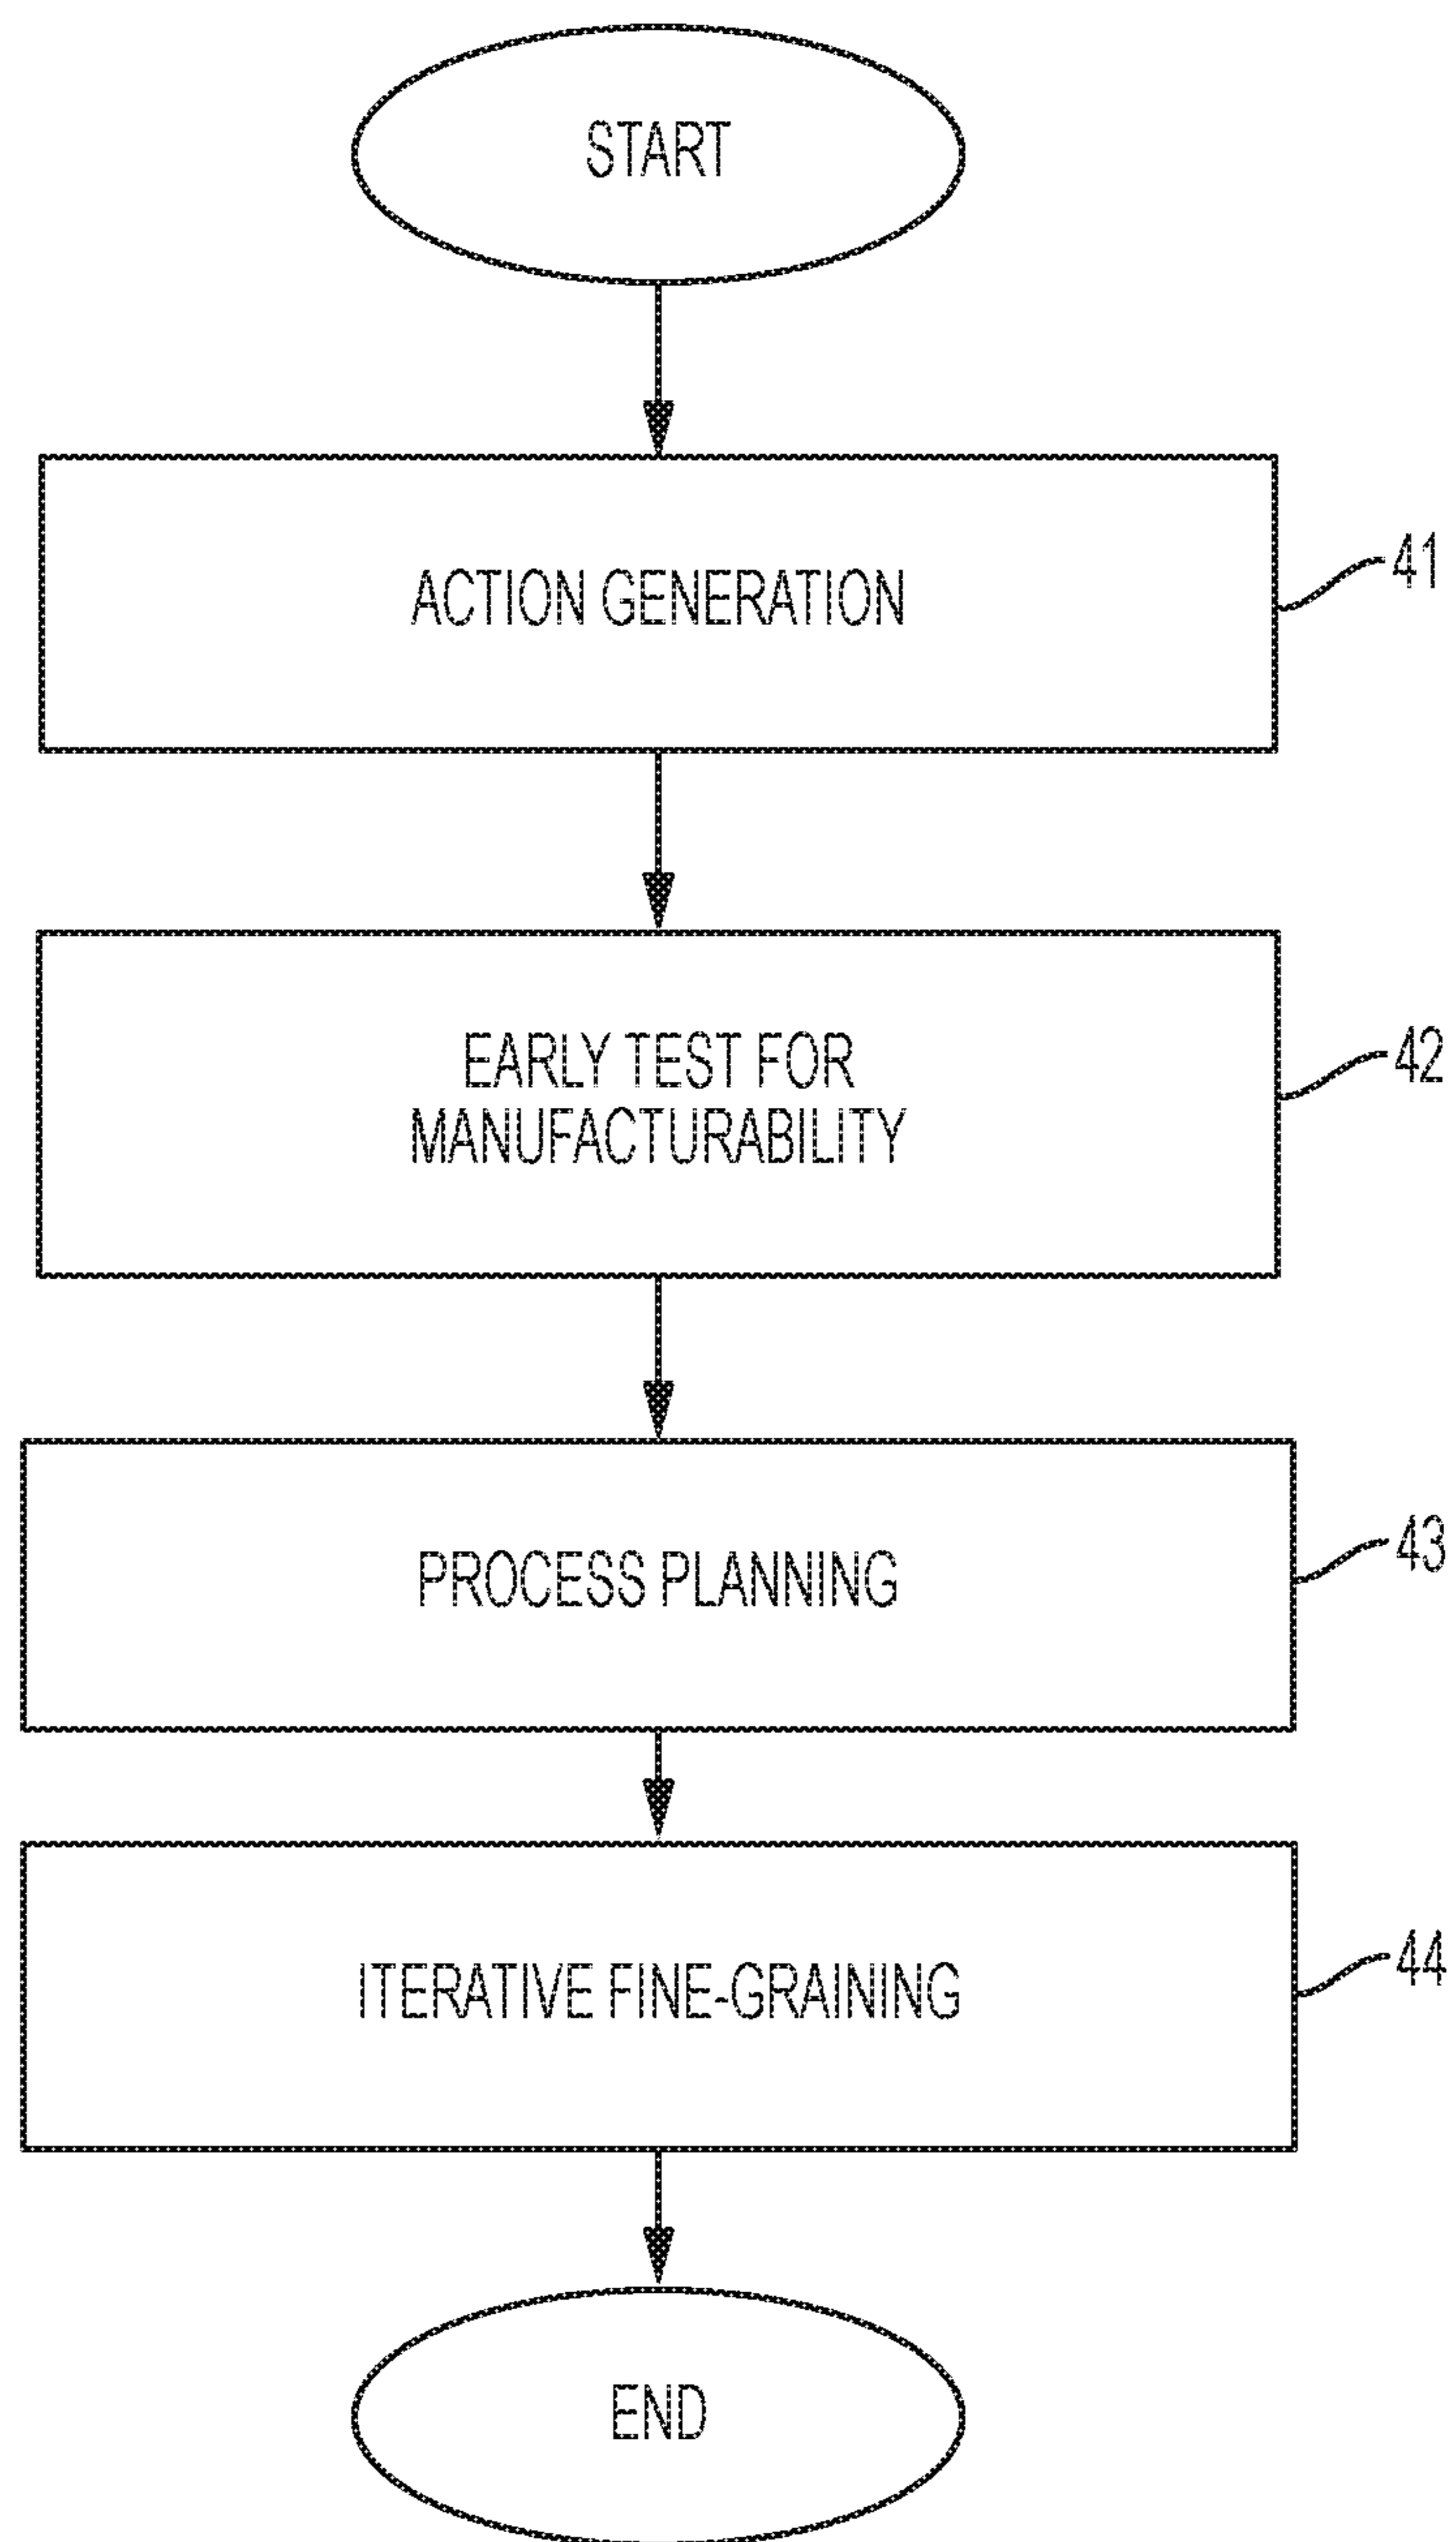 START
ACTION GENERATION
41
EARLY TEST FOR
MANUFACTURABILITY
42
PROCESS PLANNING
43
ITERATIVE FINE-GRAINING
44
END